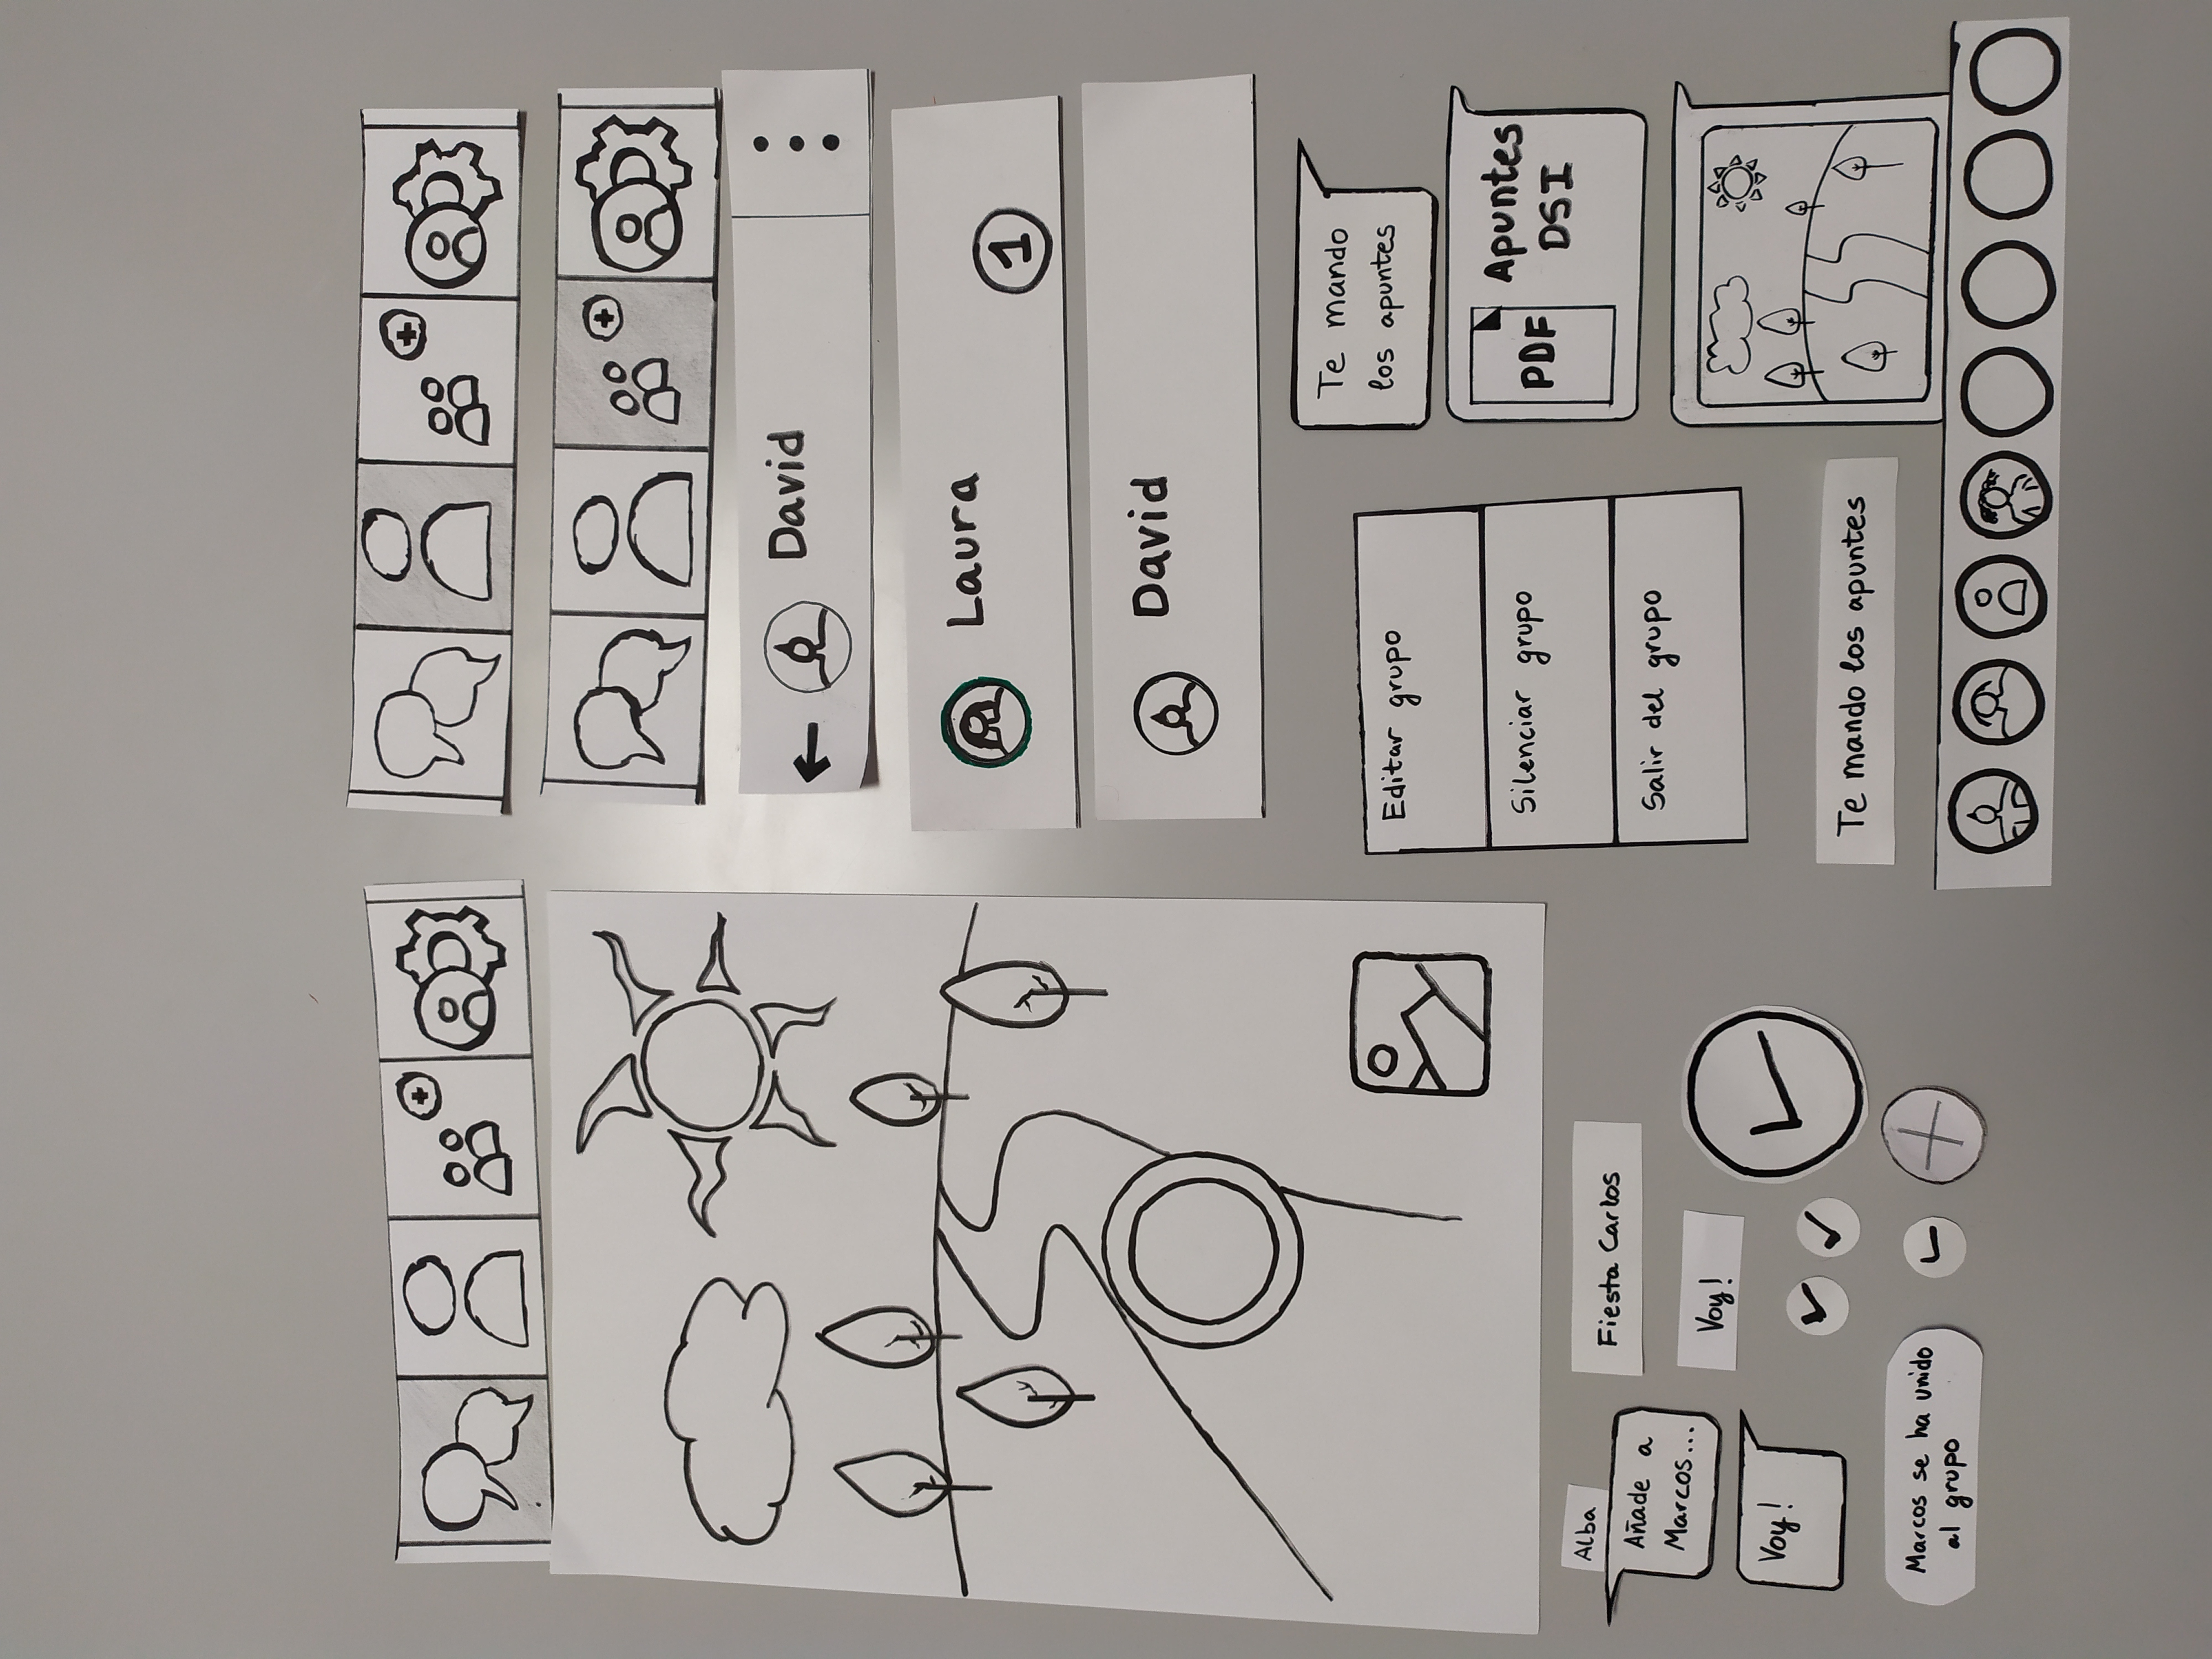 David
Laura
1
David
Te mando
los apuntes
PDF
Apuntes
DSI
Editar grupo
Silenciar grupo
Salir del grupo
Te mando los apuntes
Alba
Añade a
Marcos...
Voy!
Fiesta Carlos
Voy!
Marcos se ha unido
al grupo